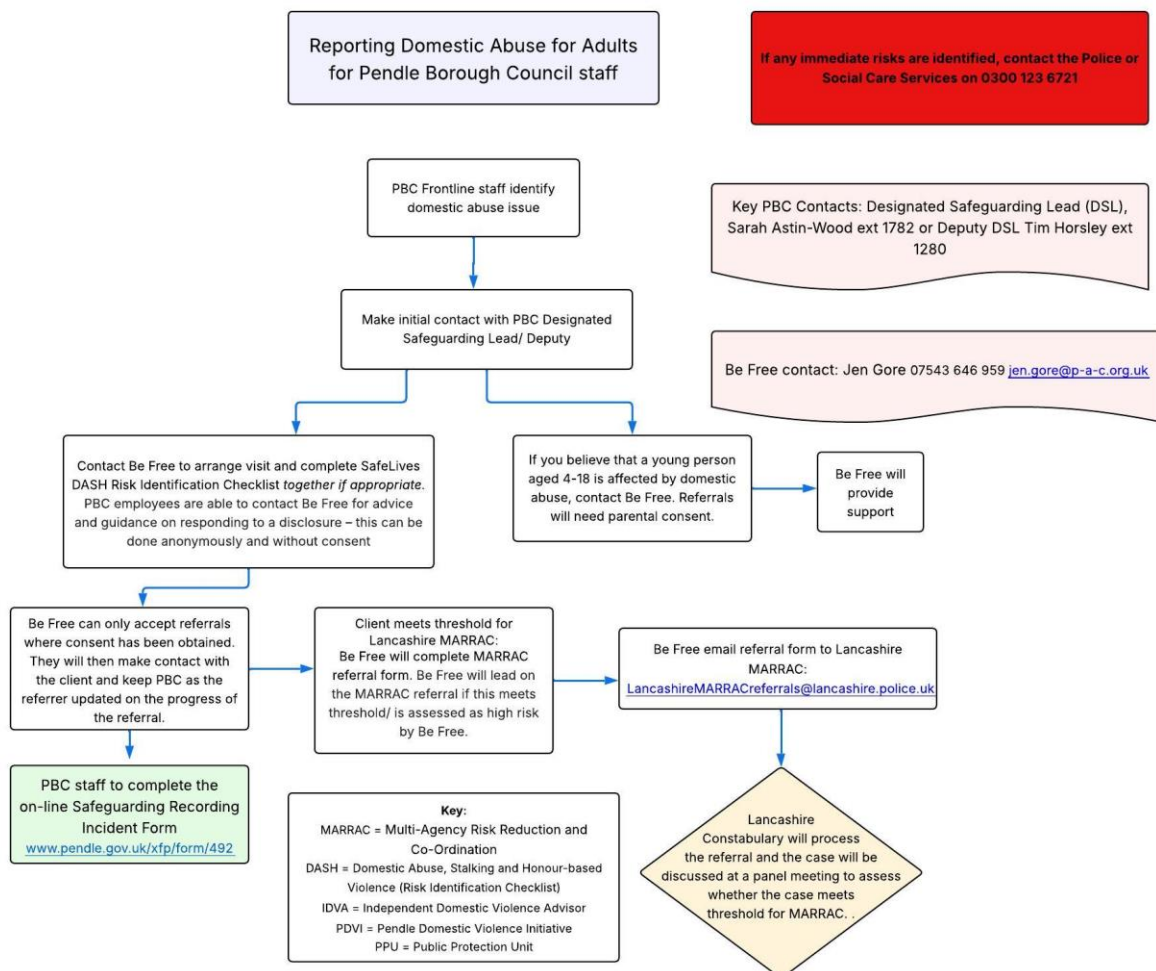 Reporting Domestic Abuse for Adults
for Pendle Borough Council staff
If any immediate risks are identified, contact the Police or
Social Care Services on 0300 123 6721
PBC Frontline staff identify
domestic abuse issue
Key PBC Contacts: Designated Safeguarding Lead (DSL),
Sarah Astin-Wood ext 1782 or Deputy DSL Tim Horsley ext
1280
Make initial contact with PBC Designated
Safeguarding Lead/ Deputy
Be Free contact: Jen Gore 07543 646 959 jen.gore@p-a-c.org.uk
Contact Be Free to arrange visit and complete SafeLives
DASH Risk Identification Checklist together if appropriate.
PBC employees are able to contact Be Free for advice
and guidance on responding to a disclosure – this can be
done anonymously and without consent
If you believe that a young person
aged 4-18 is affected by domestic
abuse, contact Be Free. Referrals
will need parental consent.
Be Free will
provide
support
Be Free can only accept referrals
where consent has been obtained.
They will then make contact with
the client and keep PBC as the
referrer updated on the progress of
the referral.
Client meets threshold for
Lancashire MARRAC:
Be Free will complete MARRAC
referral form. Be Free will lead on
the MARRAC referral if this meets
threshold/ is assessed as high risk
by Be Free.
Be Free email referral form to Lancashire
MARRAC:
LancashireMARRACreferrals@lancashire.police.uk
PBC staff to complete the
on-line Safeguarding Recording
Incident Form
www.pendle.gov.uk/xfp/form/492
Key:
MARRAC = Multi-Agency Risk Reduction and
Co-Ordination
DASH = Domestic Abuse, Stalking and Honour-based
Violence (Risk Identification Checklist)
IDVA = Independent Domestic Violence Advisor
PDVI = Pendle Domestic Violence Initiative
PPU = Public Protection Unit
Lancashire
Constabulary will process
the referral and the case will be
discussed at a panel meeting to assess
whether the case meets
threshold for MARRAC. .